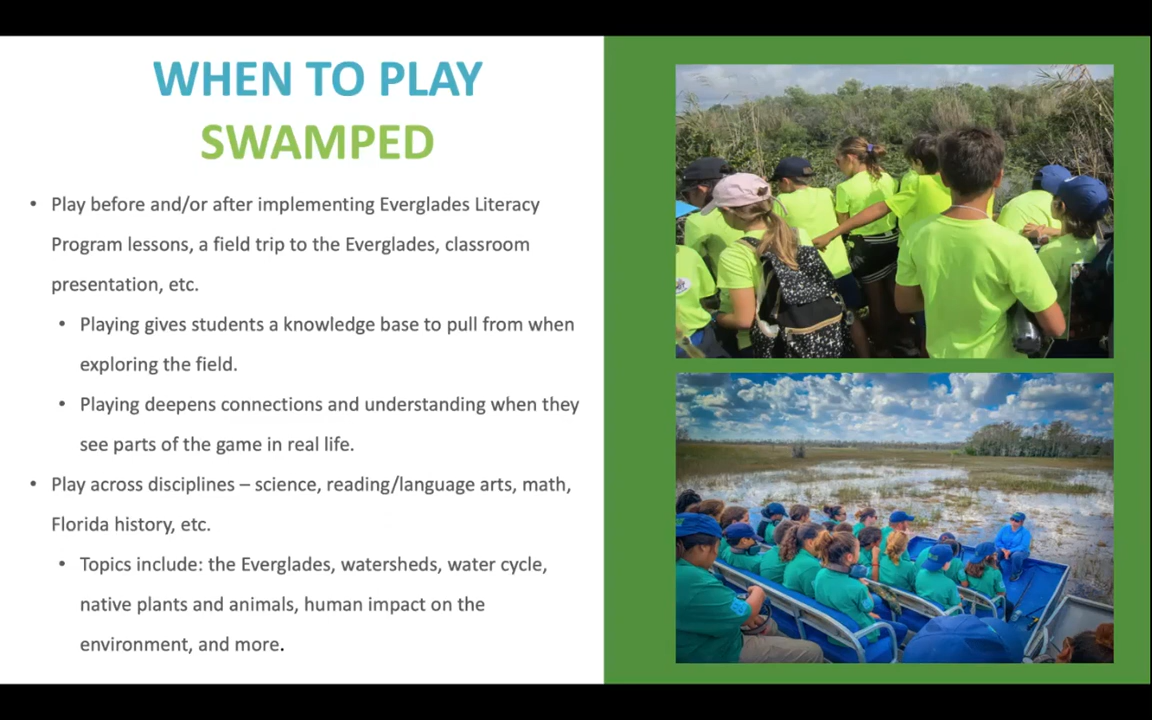 WHEN TO PLAY
SWAMPED
• Play before and/or after implementing Everglades Literacy
Program lessons, a field trip to the Everglades, classroom
presentation, etc.
• Playing gives students a knowledge base to pull from when
exploring the field.
• Playing deepens connections and understanding when they
see parts of the game in real life.
• Play across disciplines – science, reading/language arts, math,
Florida history, etc.
• Topics include: the Everglades, watersheds, water cycle,
native plants and animals, human impact on the
environment, and more.